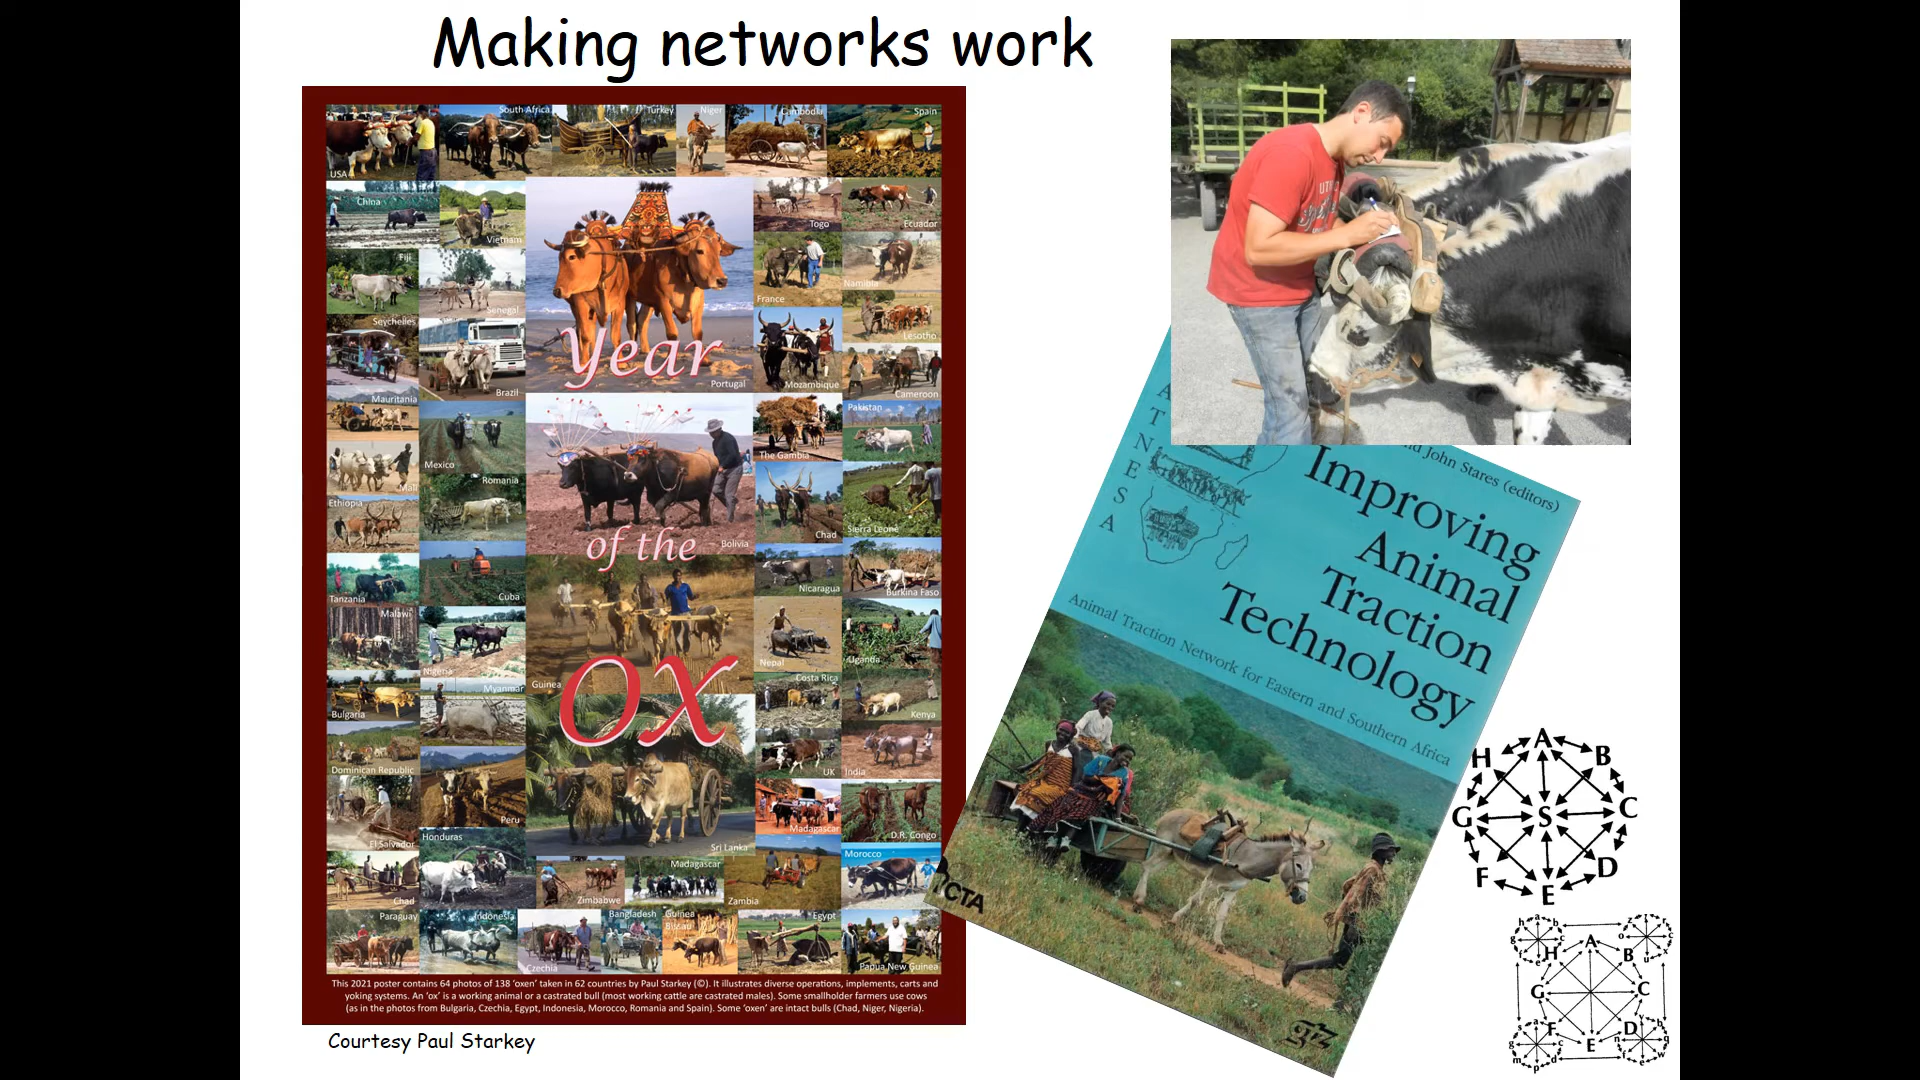 Making networks work
USA
South Africa
Turkey
Niger
Cambodia
Spain
China
Vietnam
Togo
Ecuador
Fiji
Senegal
France
Namibia
Seychelles
Brazil
year
Portugal
Mozambique
Lesotho
Cameroon
Mauritania
Mexico
The Gambia
Pakistan
Mali
Romania
of the
Bolivia
Chad
Sierra Leone
Ethiopia
Tanzania
Cuba
Nicaragua
Burkina Faso
Malawi
Nigeria
Guinea
ox
Nepal
Uganda
Bulgaria
Myanmar
Costa Rica
Kenya
Dominican Republic
Peru
UK
India
El Salvador
Honduras
Sri Lanka
Madagascar
D.R. Congo
Chad
Zimbabwe
Madagascar
Zambia
Morocco
Paraguay
Indonesia
Czechia
Bangladesh
Guinea
Bissau
Egypt
Papua New Guinea
This 2021 poster contains 64 photos of 138 'oxen' taken in 62 countries by Paul Starkey (©). It illustrates diverse operations, implements, carts and
yoking systems. An 'ox' is a working animal or a castrated bull (most working cattle are castrated males). Some smallholder farmers use cows
(as in the photos from Bulgaria, Czechia, Egypt, Indonesia, Morocco, Romania and Spain). Some 'oxen' are intact bulls (Chad, Niger, Nigeria).
Courtesy Paul Starkey
John Stares (editors)
A
T
N
E
S
A
Improving
Animal
Traction
Technology
Animal Traction Network for Eastern and Southern Africa
CTA
gtz
H A B
G S C
F E D
H A B
G C
F E D